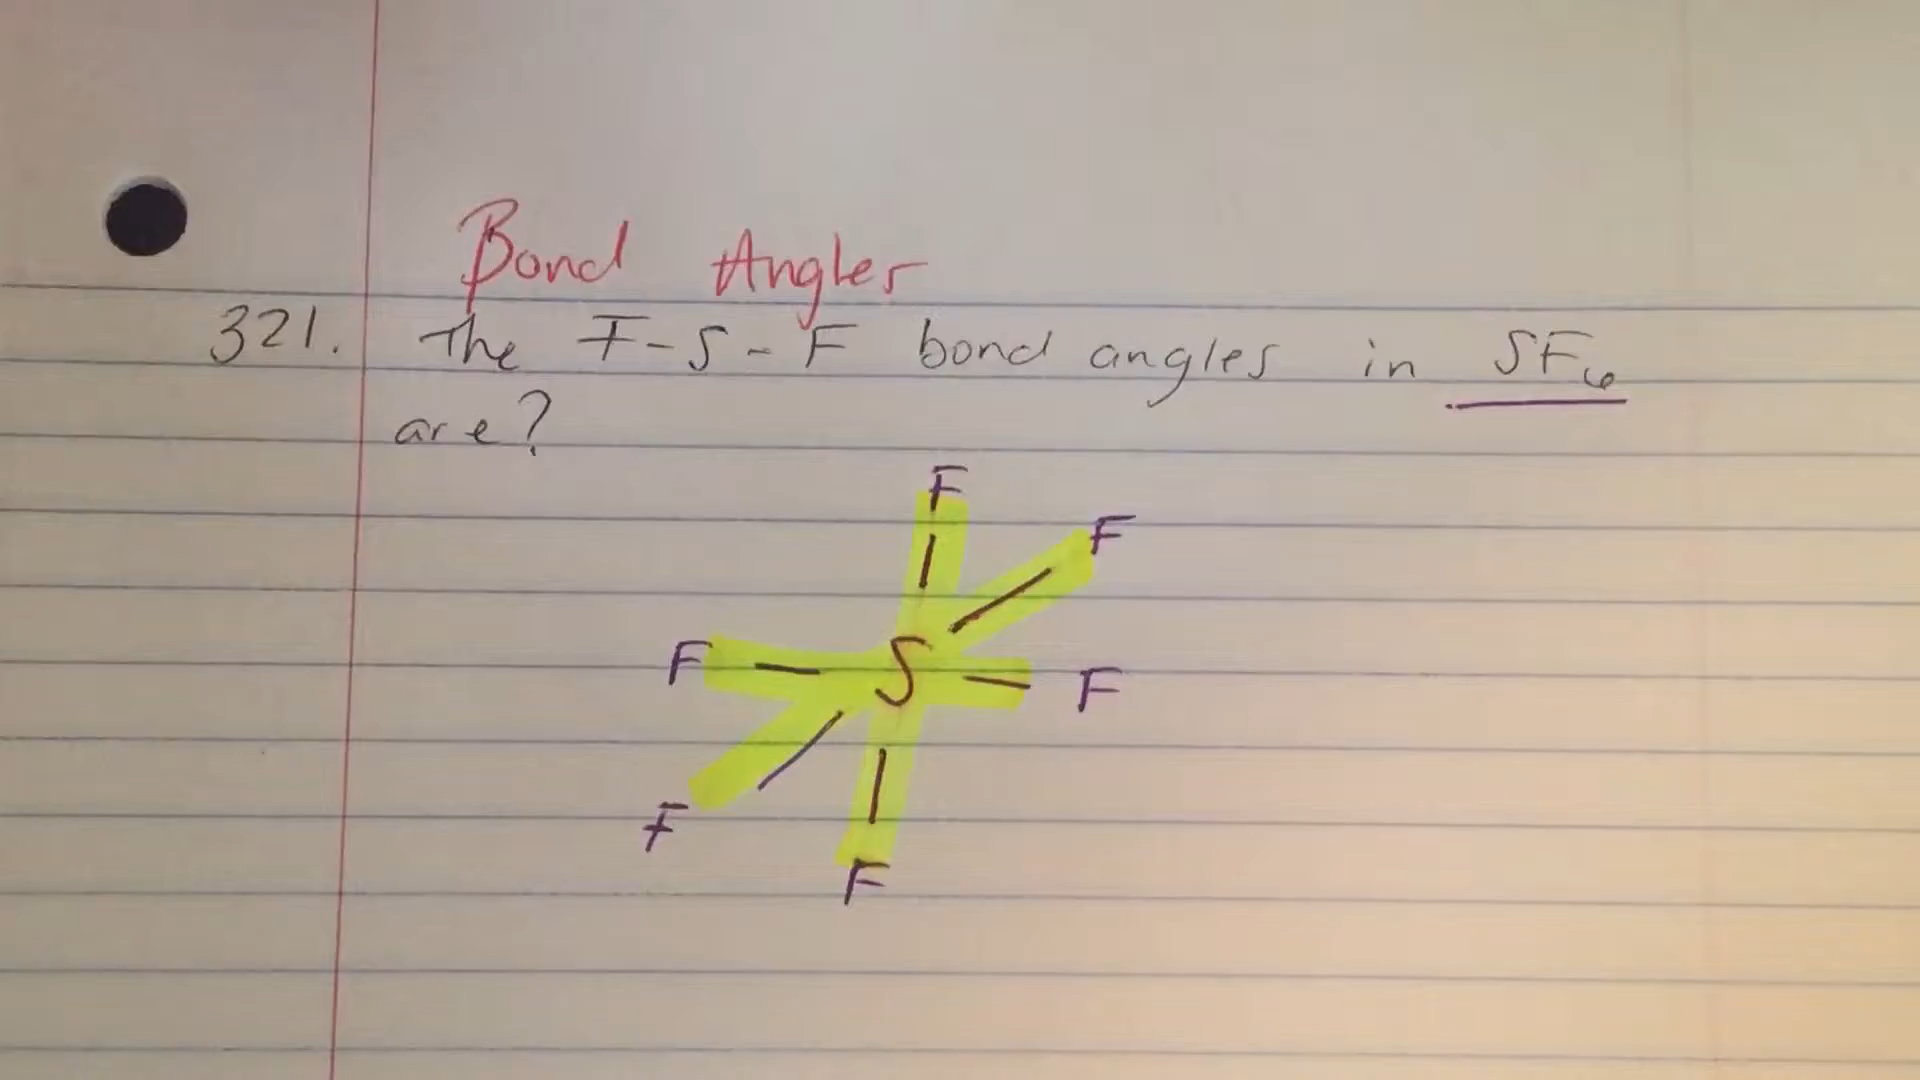 Bond Angles
321. The F-S-F bond angles in SF₆
are?
F
F
F S F
F
F